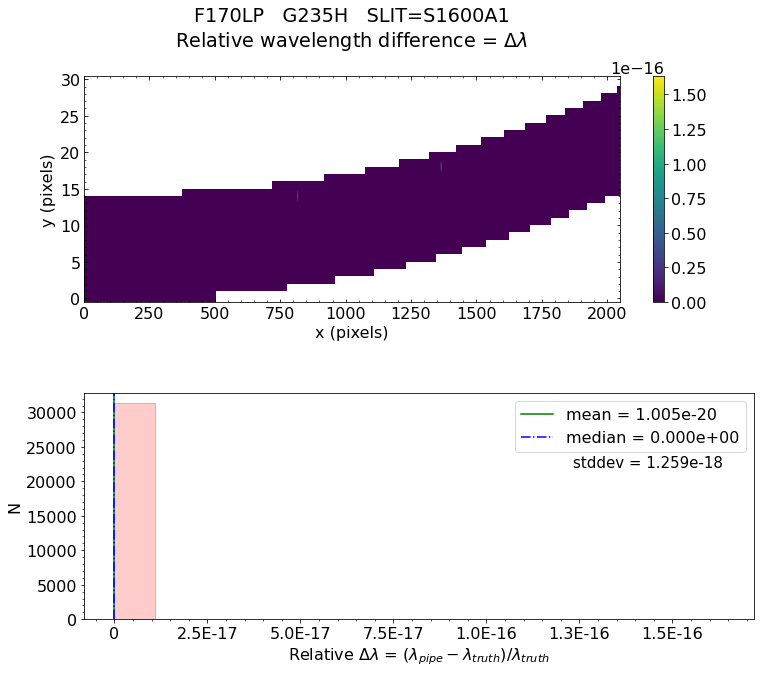 F170LP G235H SLIT=S1600A1
Relative wavelength difference = Δλ
1e−16
30
25
20
15
10
5
0
y (pixels)
0 250 500 750 1000 1250 1500 1750 2000
x (pixels)
1.50
1.25
1.00
0.75
0.50
0.25
0.00
mean = 1.005e-20
median = 0.000e+00
stddev = 1.259e-18
30000
25000
20000
15000
10000
5000
0
N
0 2.5E-17 5.0E-17 7.5E-17 1.0E-16 1.3E-16 1.5E-16
Relative Δλ = (λpipe − λtruth)/λtruth